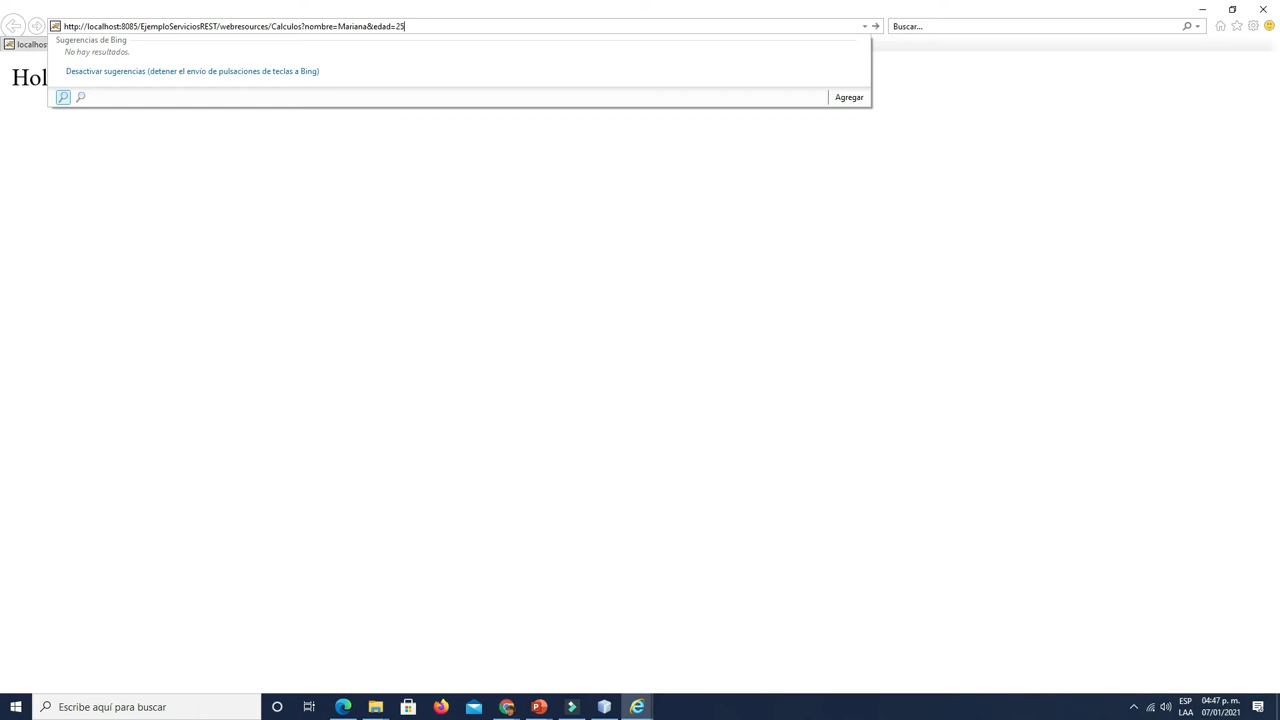 http://localhost:8085/EjemploServiciosREST/webresources/Calculos?nombre=Mariana&edad=25
Buscar...
localhos
Sugerencias de Bing
No hay resultados.
Desactivar sugerencias (detener el envío de pulsaciones de teclas a Bing)
Agregar
Hol
Escribe aquí para buscar
ESP
LAA
04:47 p. m.
07/01/2021